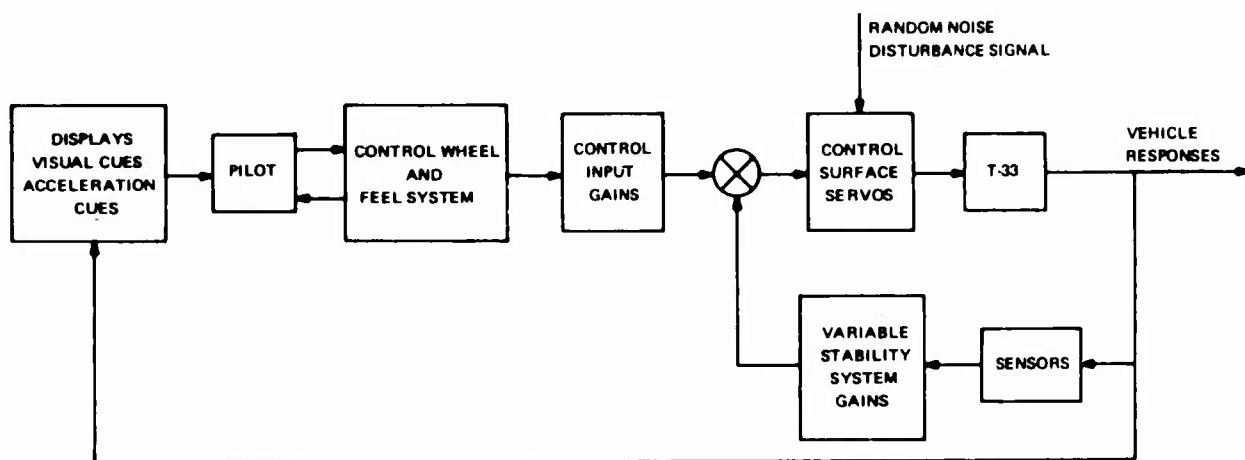 RANDOM NOISE
DISTURBANCE SIGNAL
DISPLAYS
VISUAL CUES
ACCELERATION
CUES
PILOT
CONTROL WHEEL
AND
FEEL SYSTEM
CONTROL
INPUT
GAINS
CONTROL
SURFACE
SERVOS
T-33
VEHICLE
RESPONSES
VARIABLE
STABILITY
SYSTEM
GAINS
SENSORS